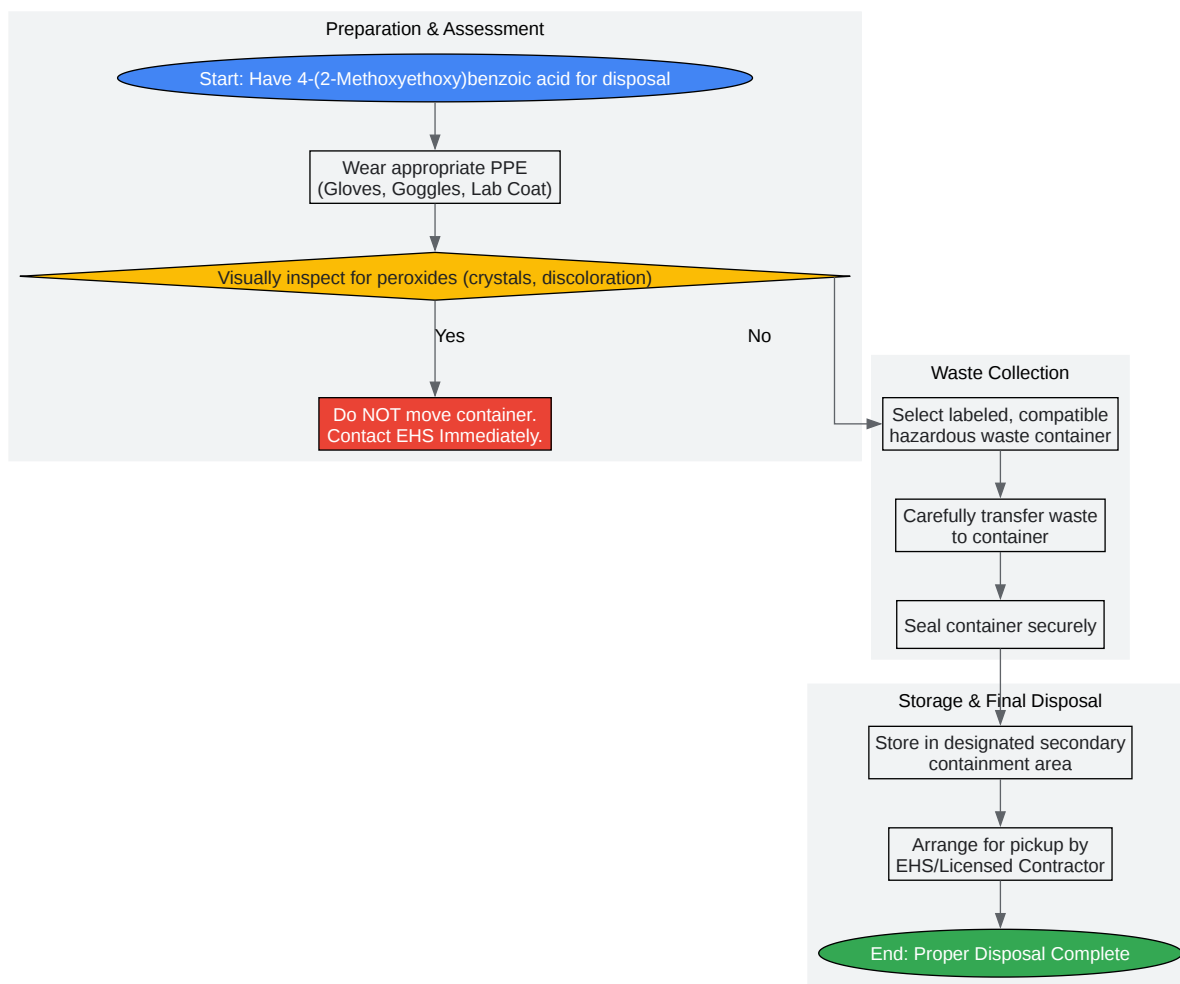 Preparation & Assessment
Start: Have 4-(2-Methoxyethoxy)benzoic acid for disposal
Wear appropriate PPE
(Gloves, Goggles, Lab Coat)
Visually inspect for peroxides (crystals, discoloration)
Yes
No
Do NOT move container.
Contact EHS Immediately.
Waste Collection
Select labeled, compatible
hazardous waste container
Carefully transfer waste
to container
Seal container securely
Storage & Final Disposal
Store in designated secondary
containment area
Arrange for pickup by
EHS/Licensed Contractor
End: Proper Disposal Complete